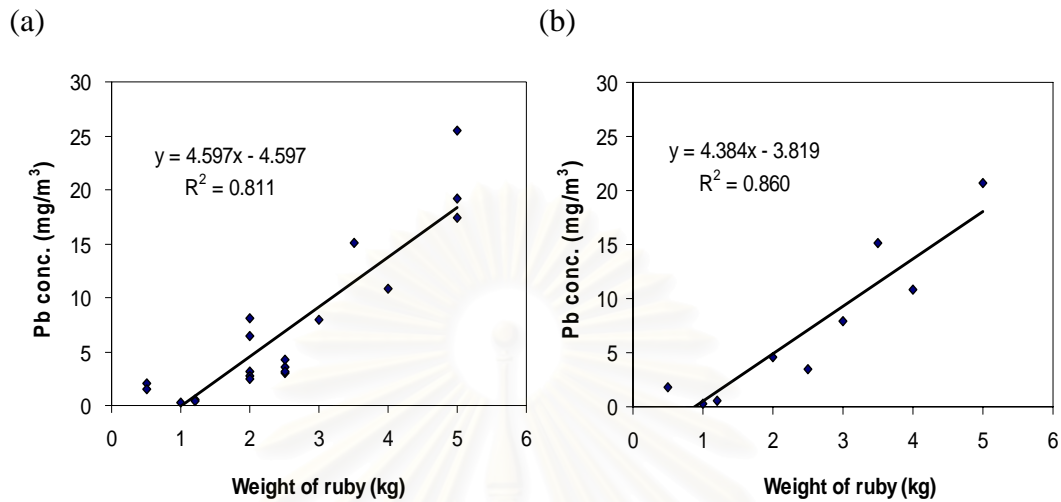 (a)
(b)
30
25
20
15
10
5
0
Pb conc. (mg/m³)
y = 4.597x - 4.597
R² = 0.811
0 1 2 3 4 5 6
Weight of ruby (kg)
30
25
20
15
10
5
0
Pb conc. (mg/m³)
y = 4.384x - 3.819
R² = 0.860
0 1 2 3 4 5 6
Weight of ruby (kg)